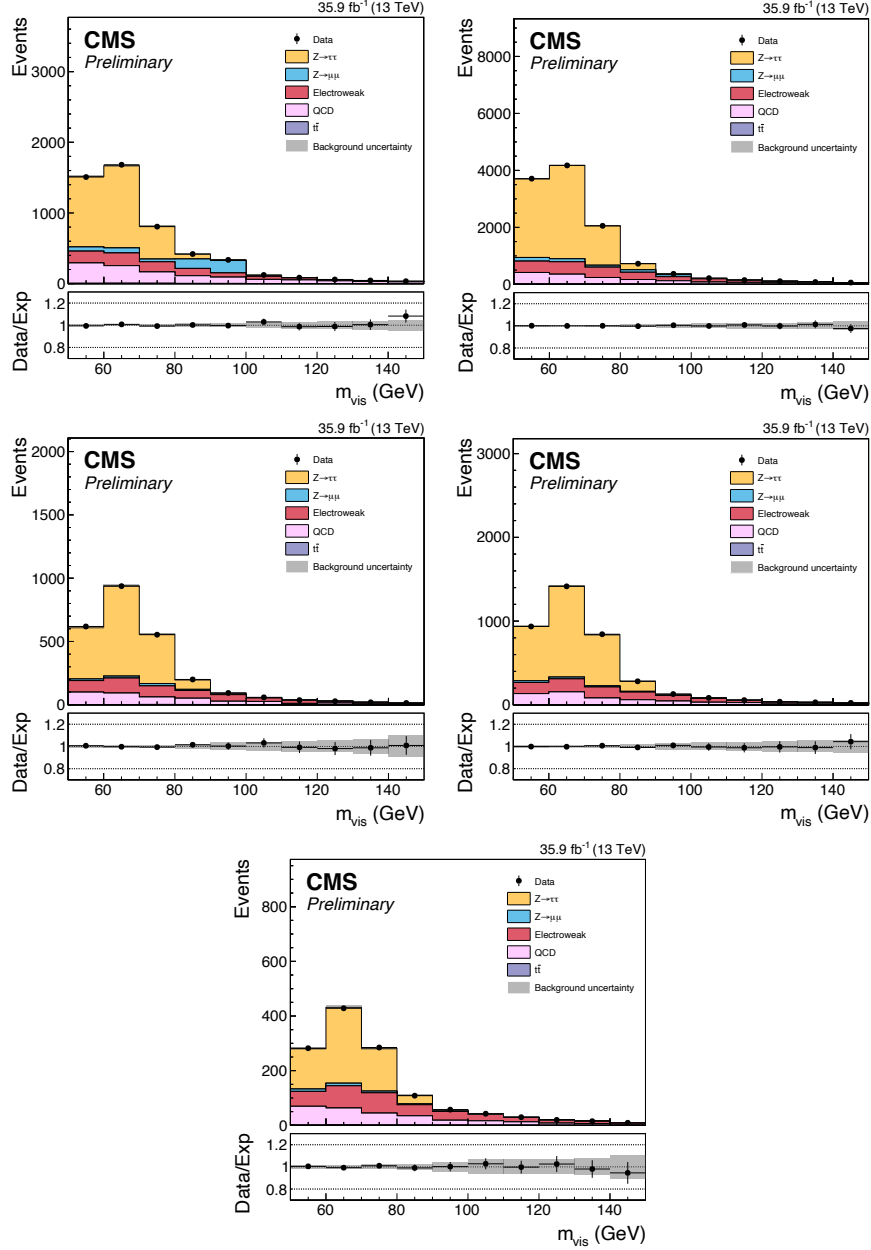 35.9 fb⁻¹ (13 TeV)
Events
CMS
Preliminary
Data
Z→ττ
Z→μμ
Electroweak
QCD
tt̄
Background uncertainty
3000
2000
1000
0
Data/Exp
1.2
1
0.8
60 80 100 120 140
m_vis (GeV)
35.9 fb⁻¹ (13 TeV)
Events
CMS
Preliminary
Data
Z→ττ
Z→μμ
Electroweak
QCD
tt̄
Background uncertainty
8000
6000
4000
2000
0
Data/Exp
1.2
1
0.8
60 80 100 120 140
m_vis (GeV)
35.9 fb⁻¹ (13 TeV)
Events
CMS
Preliminary
Data
Z→ττ
Z→μμ
Electroweak
QCD
tt̄
Background uncertainty
2000
1500
1000
500
0
Data/Exp
1.2
1
0.8
60 80 100 120 140
m_vis (GeV)
35.9 fb⁻¹ (13 TeV)
Events
CMS
Preliminary
Data
Z→ττ
Z→μμ
Electroweak
QCD
tt̄
Background uncertainty
3000
2000
1000
0
Data/Exp
1.2
1
0.8
60 80 100 120 140
m_vis (GeV)
35.9 fb⁻¹ (13 TeV)
Events
CMS
Preliminary
Data
Z→ττ
Z→μμ
Electroweak
QCD
tt̄
Background uncertainty
800
600
400
200
0
Data/Exp
1.2
1
0.8
60 80 100 120 140
m_vis (GeV)